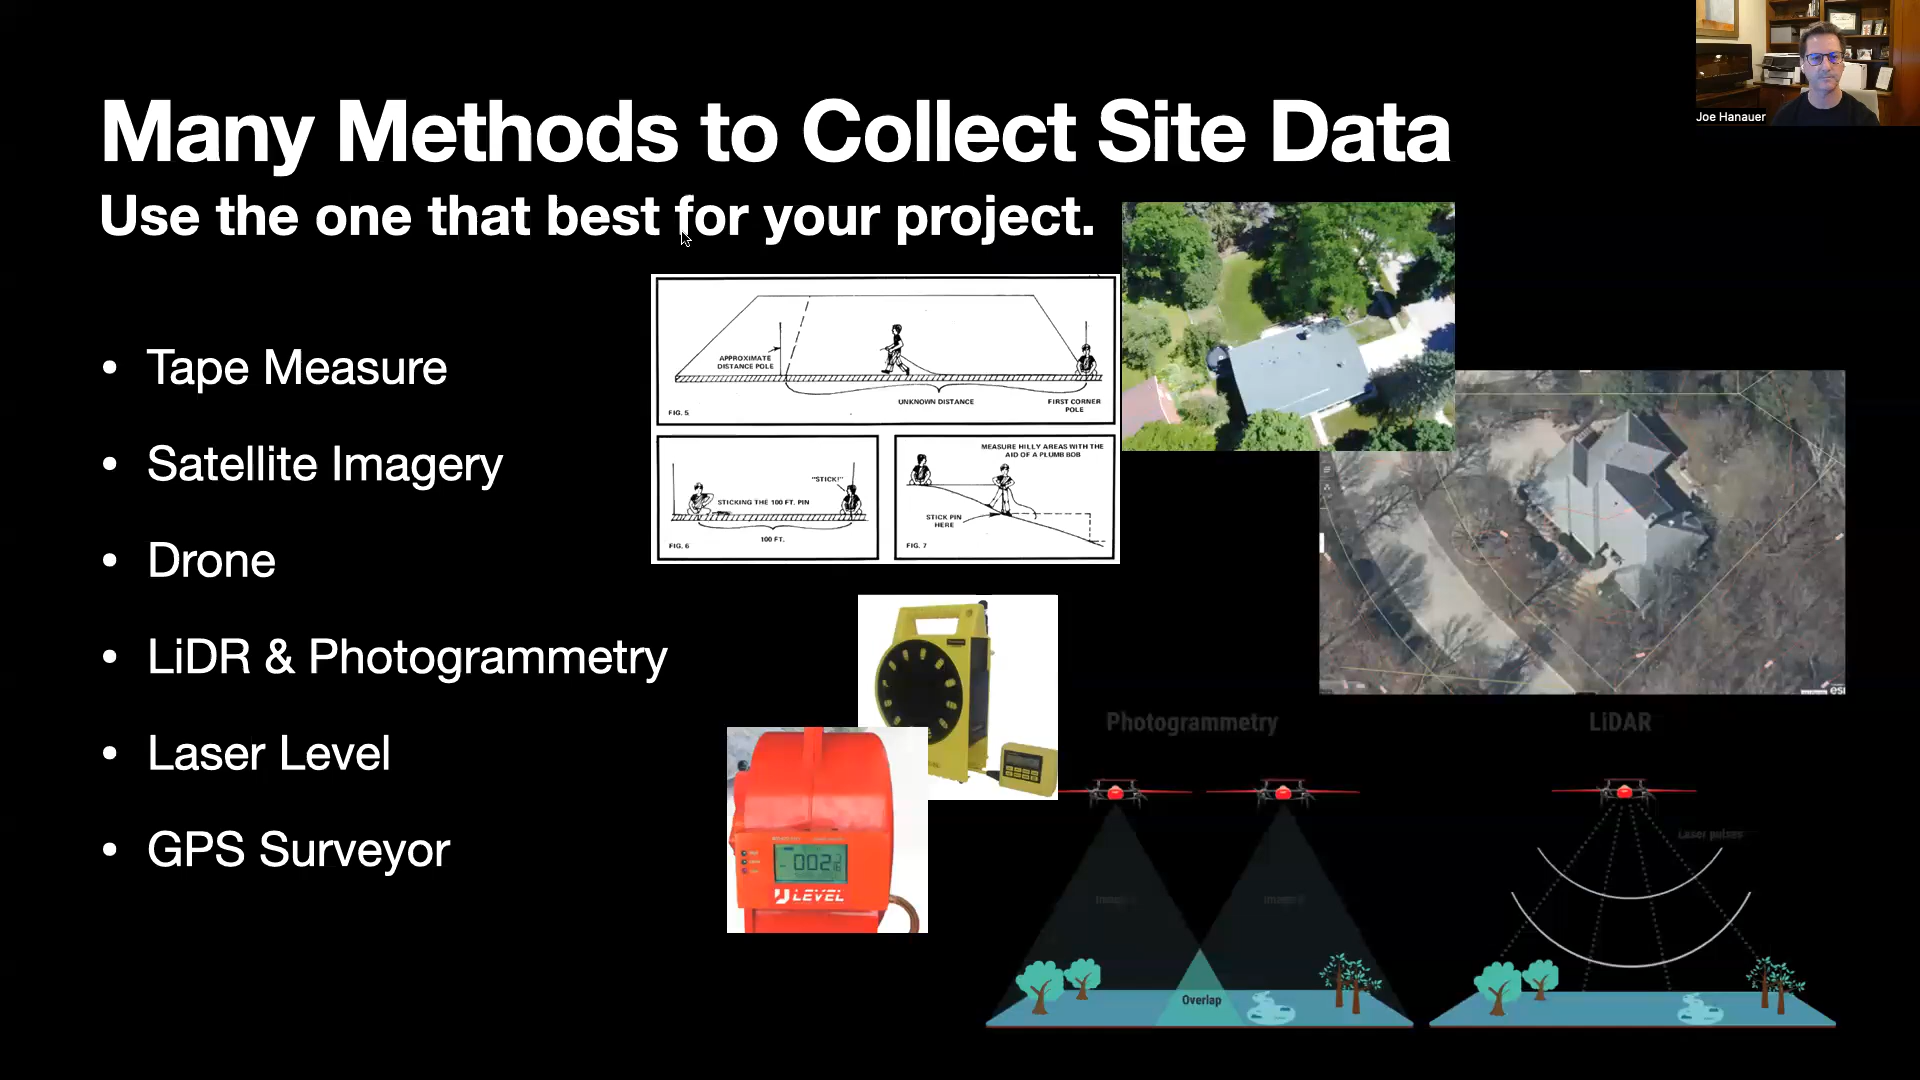 Joe Hanauer
Many Methods to Collect Site Data
Use the one that best for your project.
• Tape Measure
• Satellite Imagery
• Drone
• LiDR & Photogrammetry
• Laser Level
• GPS Surveyor
APPROXIMATE
DISTANCE POLE
UNKNOWN DISTANCE
FIRST CORNER
POLE
FIG. 5
"STICK!"
STICKING THE 100 FT. PIN
100 FT.
FIG. 6
MEASURE HILLY AREAS WITH THE
AID OF A PLUMB BOB
STICK PIN
HERE
FIG. 7
esri
LEVEL
Photogrammetry
LiDAR
Laser pulses
Overlap